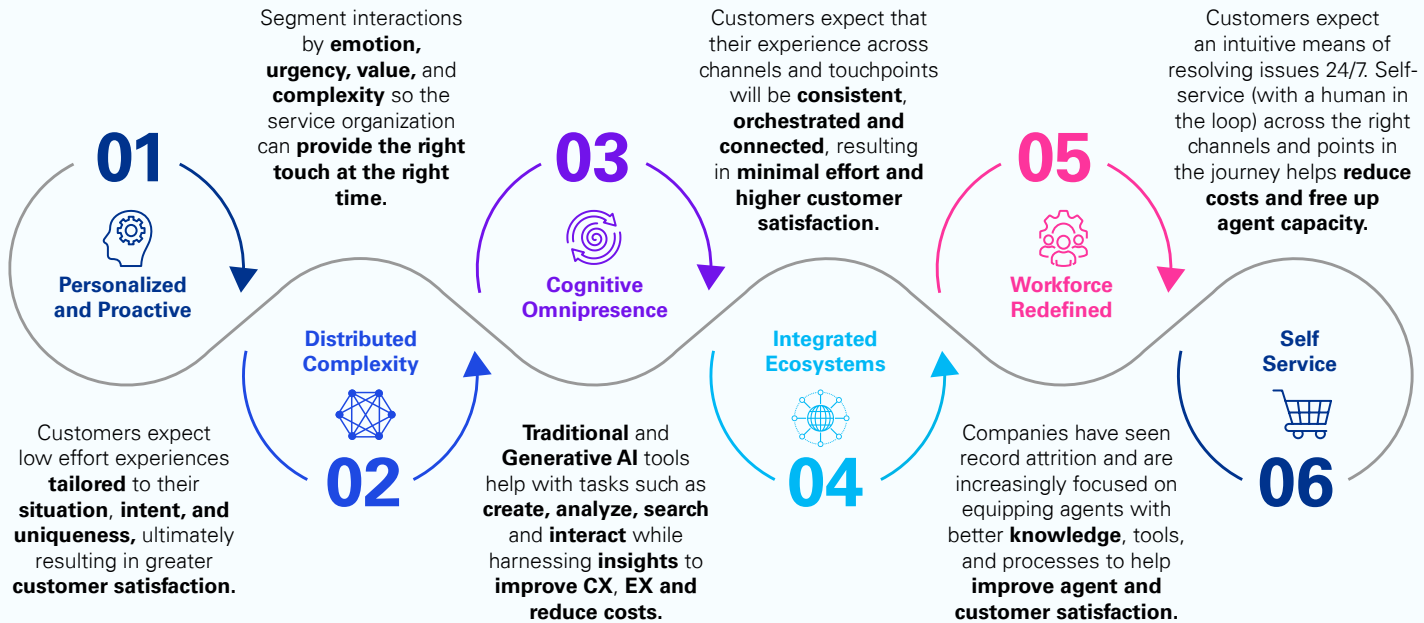 01
Personalized
and Proactive
Customers expect
low effort experiences
tailored to their
situation, intent, and
uniqueness, ultimately
resulting in greater
customer satisfaction.
Segment interactions
by emotion,
urgency, value, and
complexity so the
service organization
can provide the right
touch at the right
time.
Distributed
Complexity
02
03
Cognitive
Omnipresence
Traditional and
Generative AI tools
help with tasks such as
create, analyze, search
and interact while
harnessing insights to
improve CX, EX and
reduce costs.
Customers expect that
their experience across
channels and touchpoints
will be consistent,
orchestrated and
connected, resulting
in minimal effort and
higher customer
satisfaction.
Integrated
Ecosystems
04
05
Workforce
Redefined
Companies have seen
record attrition and are
increasingly focused on
equipping agents with
better knowledge, tools,
and processes to help
improve agent and
customer satisfaction.
Customers expect
an intuitive means of
resolving issues 24/7. Self-
service (with a human in
the loop) across the right
channels and points in
the journey helps reduce
costs and free up
agent capacity.
Self
Service
06